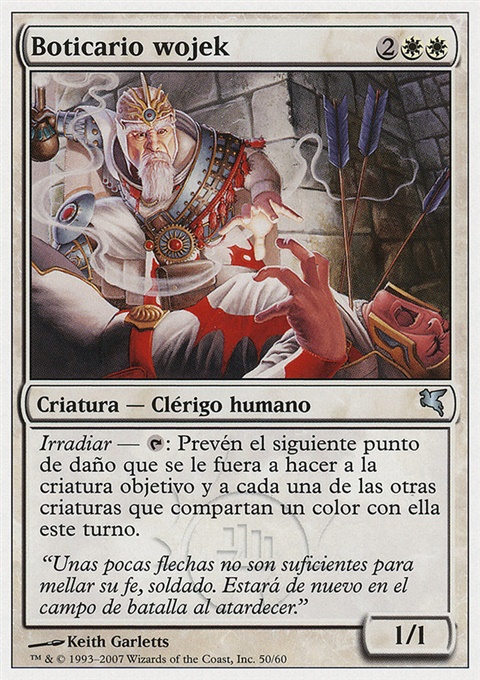 Boticario wojek 2
Criatura — Clérigo humano
Irradiar — : Prevén el siguiente punto
de daño que se le fuera a hacer a la
criatura objetivo y a cada una de las otras
criaturas que compartan un color con ella
este turno.
“Unas pocas flechas no son suficientes para
mellar su fe, soldado. Estará de nuevo en el
campo de batalla al atardecer.”
Keith Garletts
1/1
™ & © 1993–2007 Wizards of the Coast, Inc. 50/60